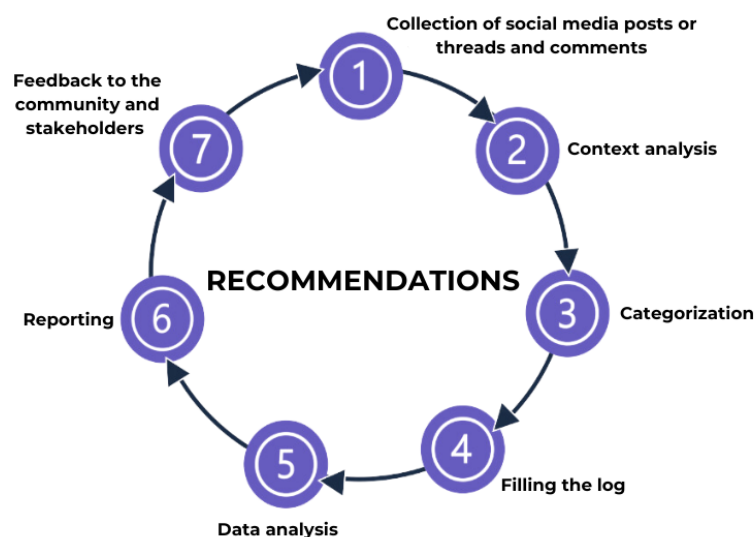 1
Collection of social media posts or
threads and comments
2
Context analysis
3
Categorization
4
Filling the log
5
Data analysis
6
Reporting
7
Feedback to the
community and
stakeholders
RECOMMENDATIONS